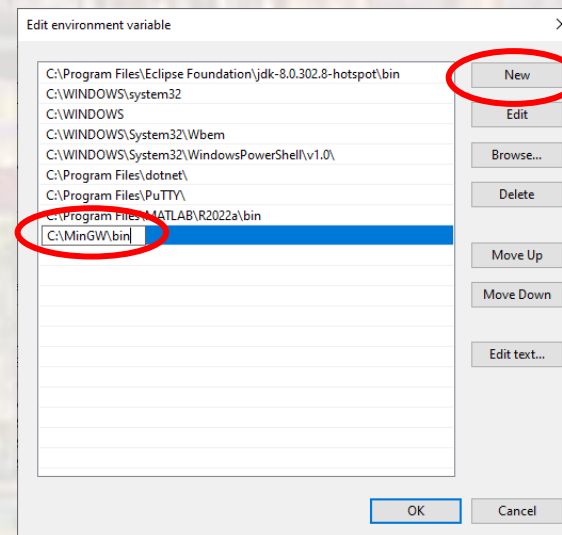 Edit environment variable
C:\Program Files\Eclipse Foundation\jdk-8.0.302.8-hotspot\bin
C:\WINDOWS\system32
C:\WINDOWS
C:\WINDOWS\System32\Wbem
C:\WINDOWS\System32\WindowsPowerShell\v1.0\
C:\Program Files\dotnet\
C:\Program Files\PuTTY\
C:\Program Files\MATLAB\R2022a\bin
C:\MinGW\bin
New
Edit
Browse...
Delete
Move Up
Move Down
Edit text...
OK
Cancel